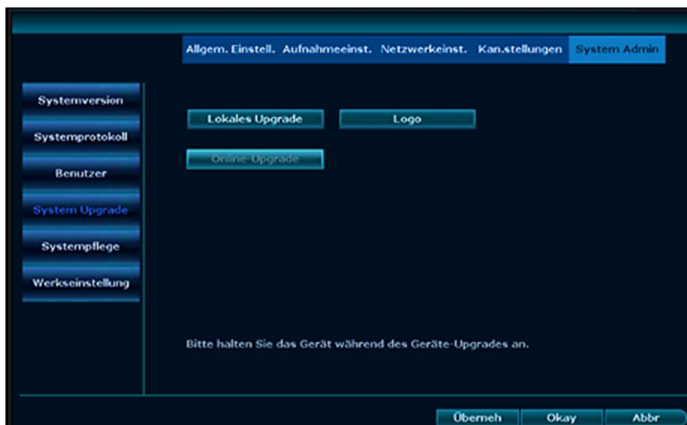 Allgem. Einstell. Aufnahmeeinst. Netzwerkeinst. Kan.stellungen System Admin
Systemversion
Systemprotokoll
Benutzer
System Upgrade
Systempflege
Werkseinstellung
Lokales Upgrade Logo
Online-Upgrade
Bitte halten Sie das Gerät während des Geräte-Upgrades an.
Überneh Okay Abbr